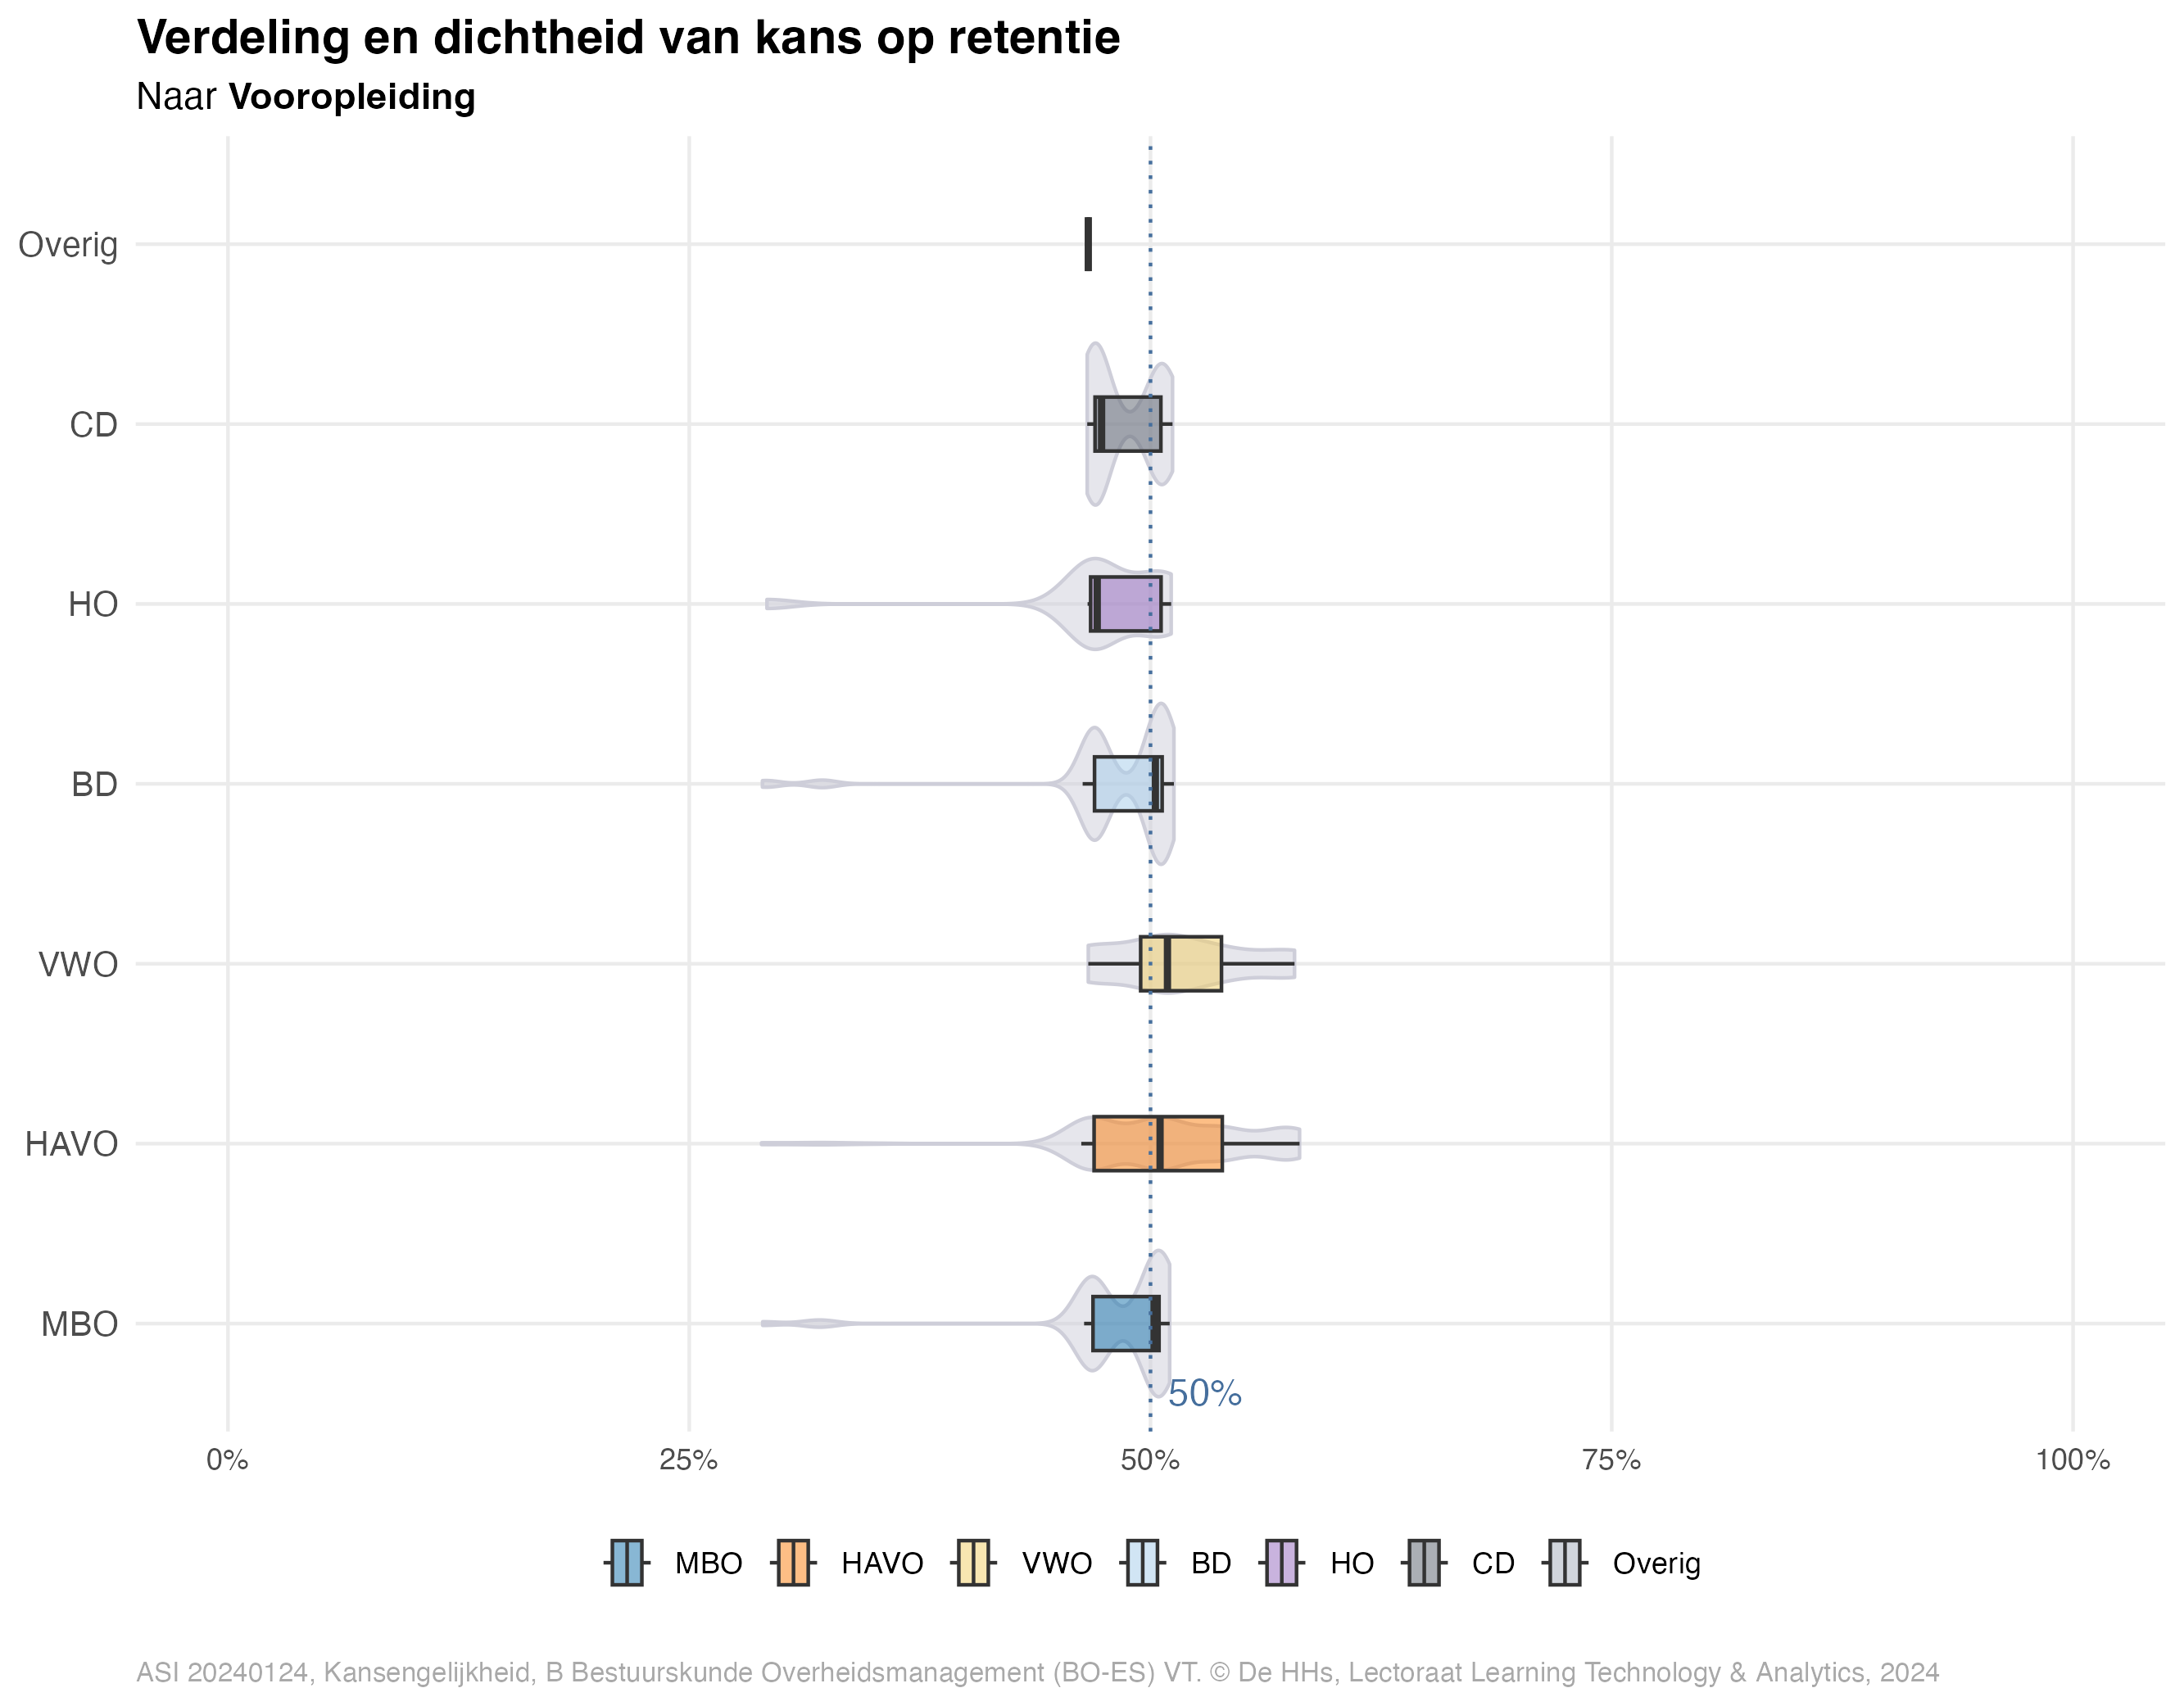 Verdeling en dichtheid van kans op retentie
Naar Vooropleiding
Overig
CD
HO
BD
VWO
HAVO
MBO
50%
0% 25% 50% 75% 100%
MBO HAVO VWO BD HO CD Overig
ASI 20240124, Kansengelijkheid, B Bestuurskunde Overheidsmanagement (BO-ES) VT. © De HHs, Lectoraat Learning Technology & Analytics, 2024